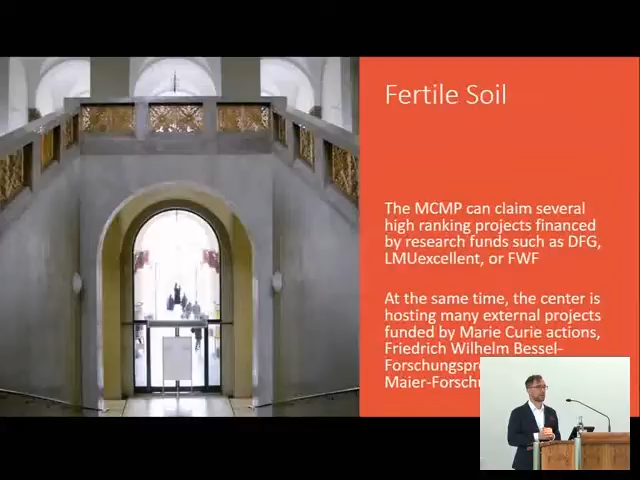 Fertile Soil
The MCMP can claim several
high ranking projects financed
by research funds such as DFG,
LMUexcellent, or FWF
At the same time, the center is
hosting many external projects
funded by Marie Curie actions,
Friedrich Wilhelm Bessel-